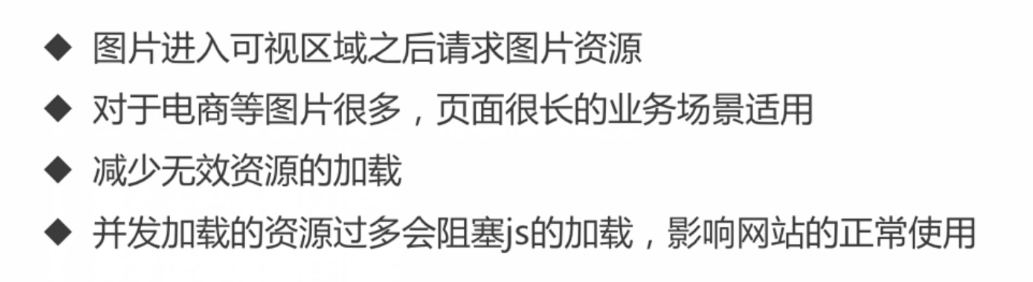 ◆ 图片进入可视区域之后请求图片资源
◆ 对于电商等图片很多，页面很长的业务场景适用
◆ 减少无效资源的加载
◆ 并发加载的资源过多会阻塞js的加载，影响网站的正常使用